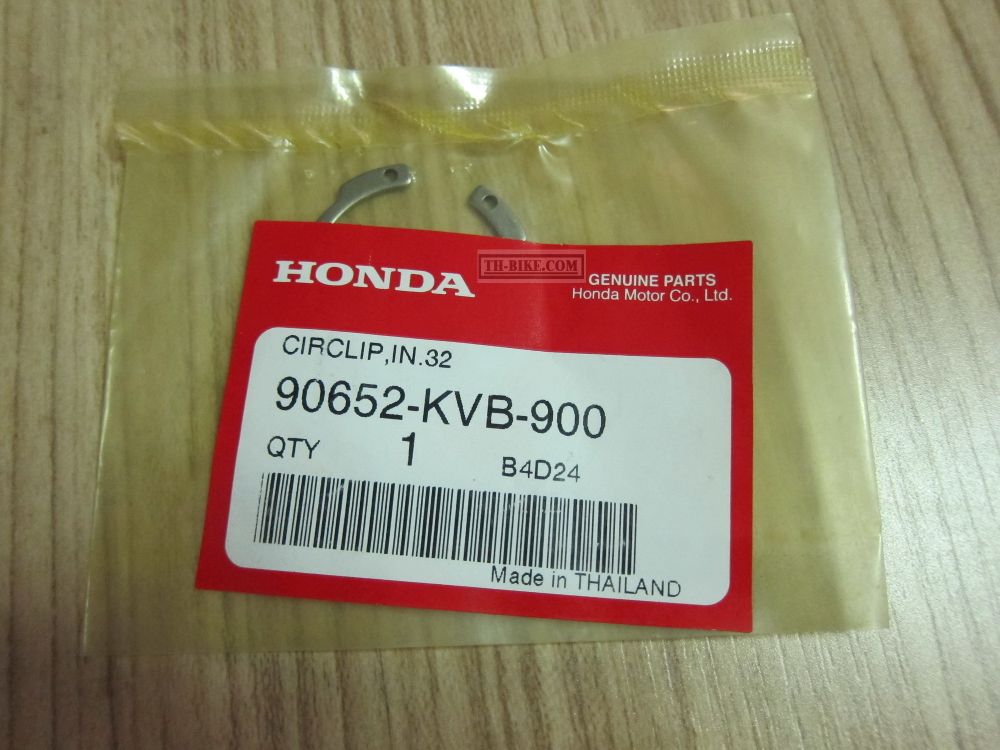 TH-BIKE.COM
HONDA
GENUINE PARTS
Honda Motor Co., Ltd.
CIRCLIP,IN.32
90652-KVB-900
QTY 1 B4D24
Made in THAILAND